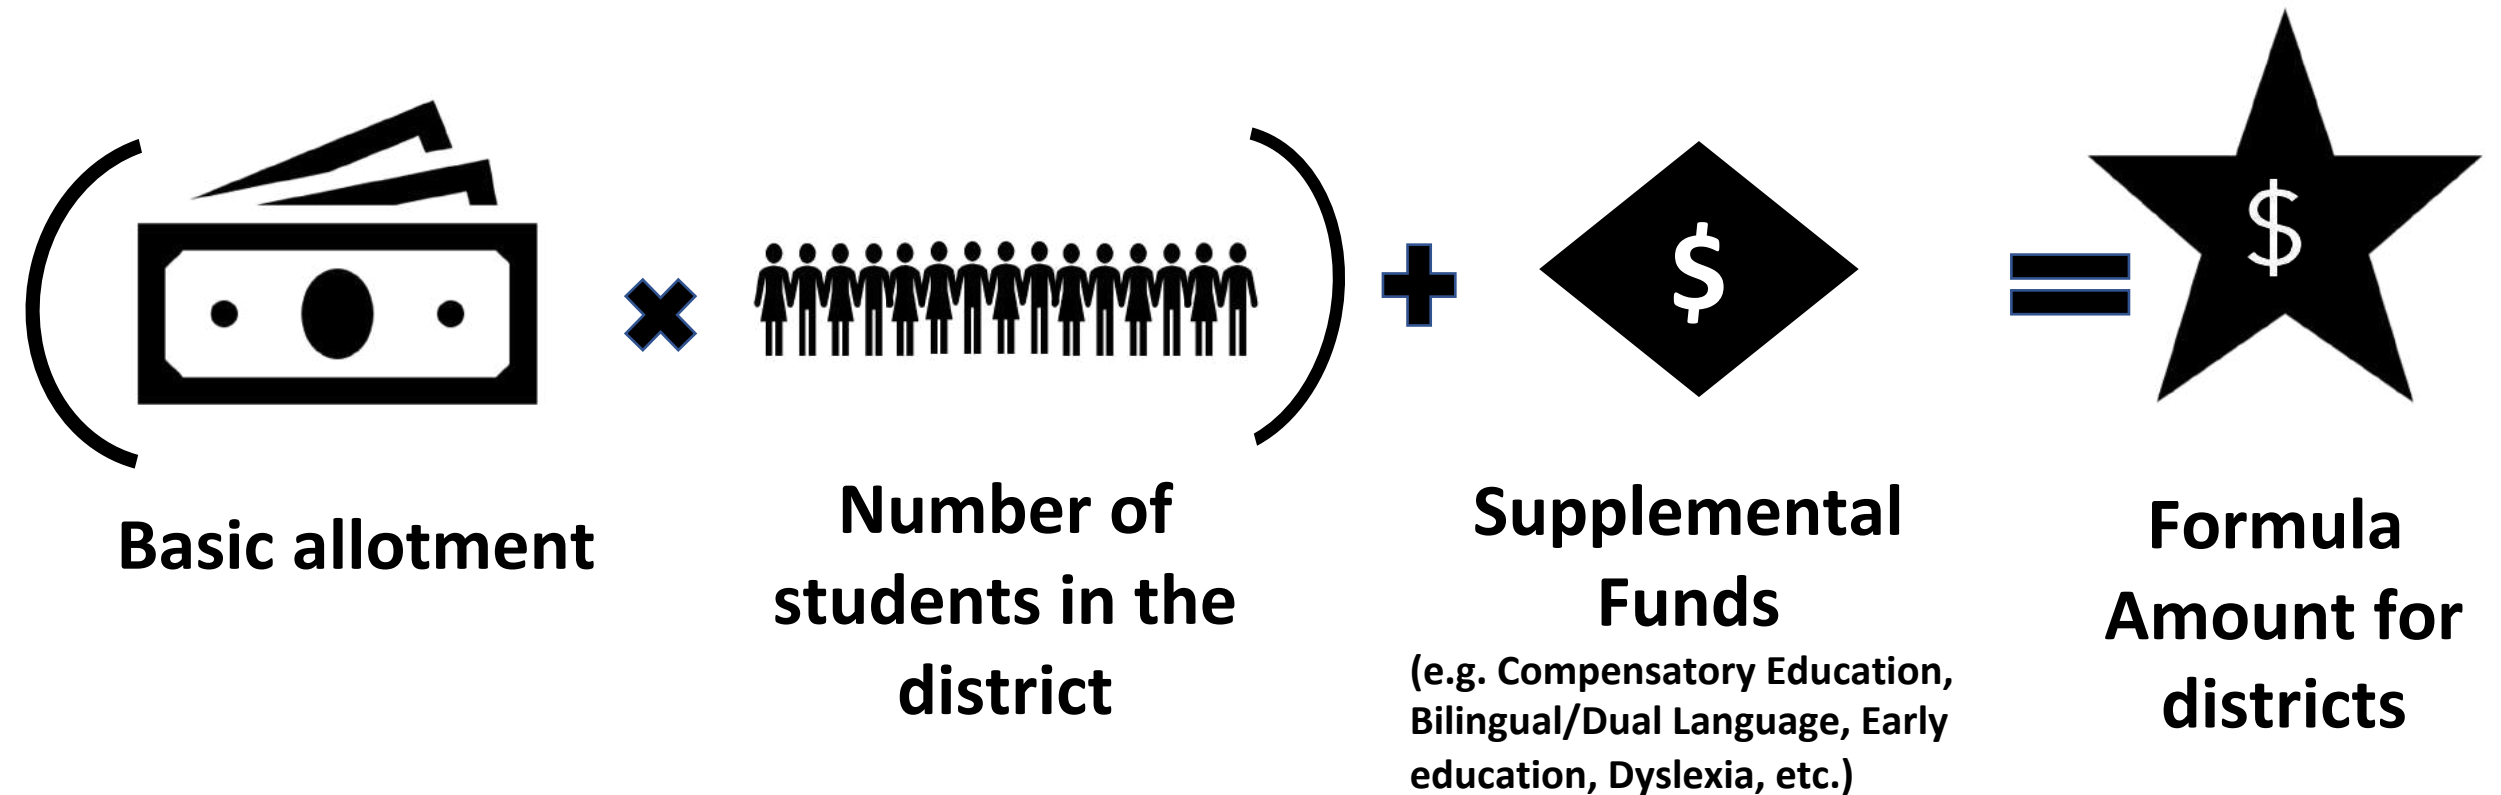 $
$
Basic allotment
Number of
students in the
district
Supplemental
Funds
(e.g. Compensatory Education,
Bilingual/Dual Language, Early
education, Dyslexia, etc.)
Formula
Amount for
districts